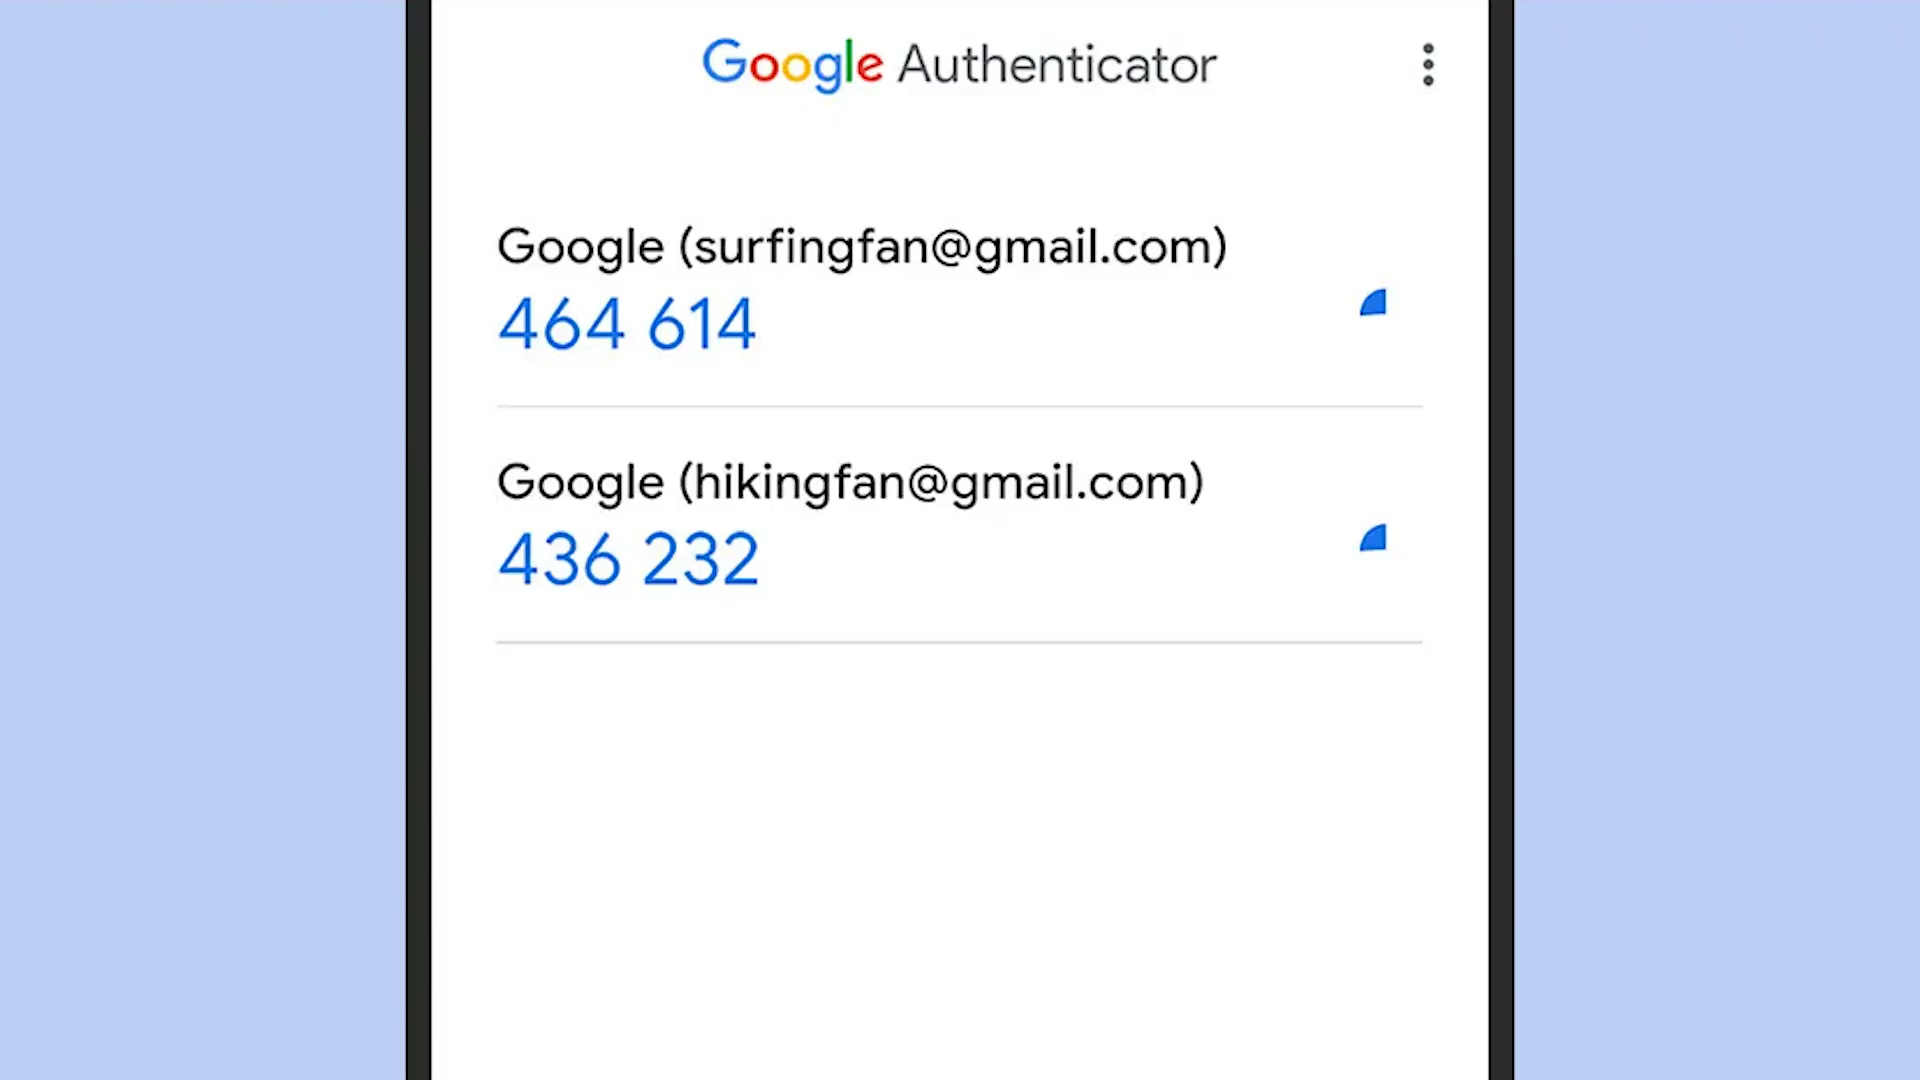 Google Authenticator
Google (surfingfan@gmail.com)
464 614
Google (hikingfan@gmail.com)
436 232